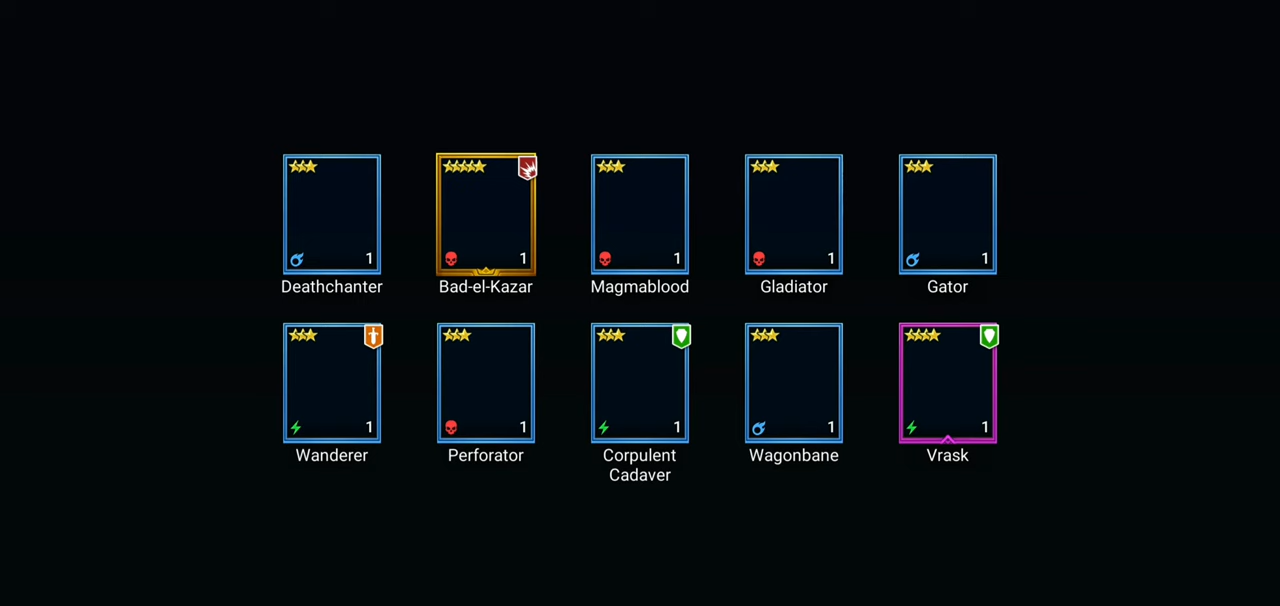 1 1 1 1 1
Deathchanter Bad-el-Kazar Magmablood Gladiator Gator
1 1 1 1 1
Wanderer Perforator Corpulent Wagonbane Vrask
Cadaver